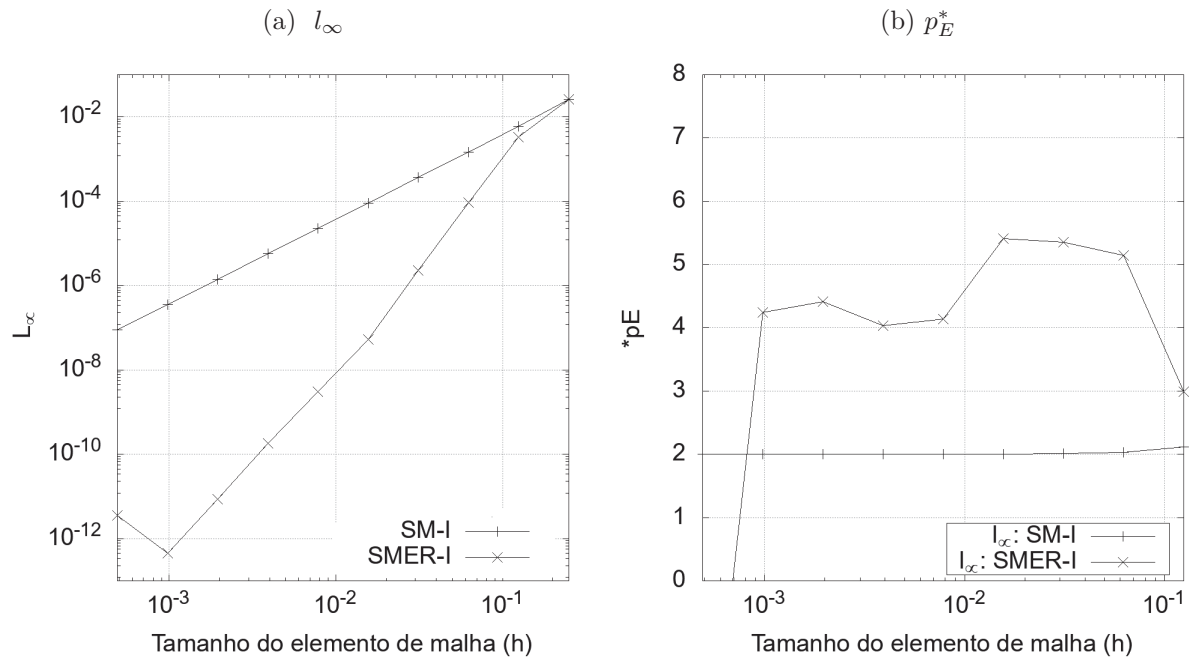 (a) l∞
(b) p*E
10-2
10-4
10-6
10-8
10-10
10-12
L∞
SM-I
SMER-I
10-3
10-2
10-1
Tamanho do elemento de malha (h)
8
7
6
5
4
3
2
1
0
*pE
l∞: SM-I
l∞: SMER-I
10-3
10-2
10-1
Tamanho do elemento de malha (h)